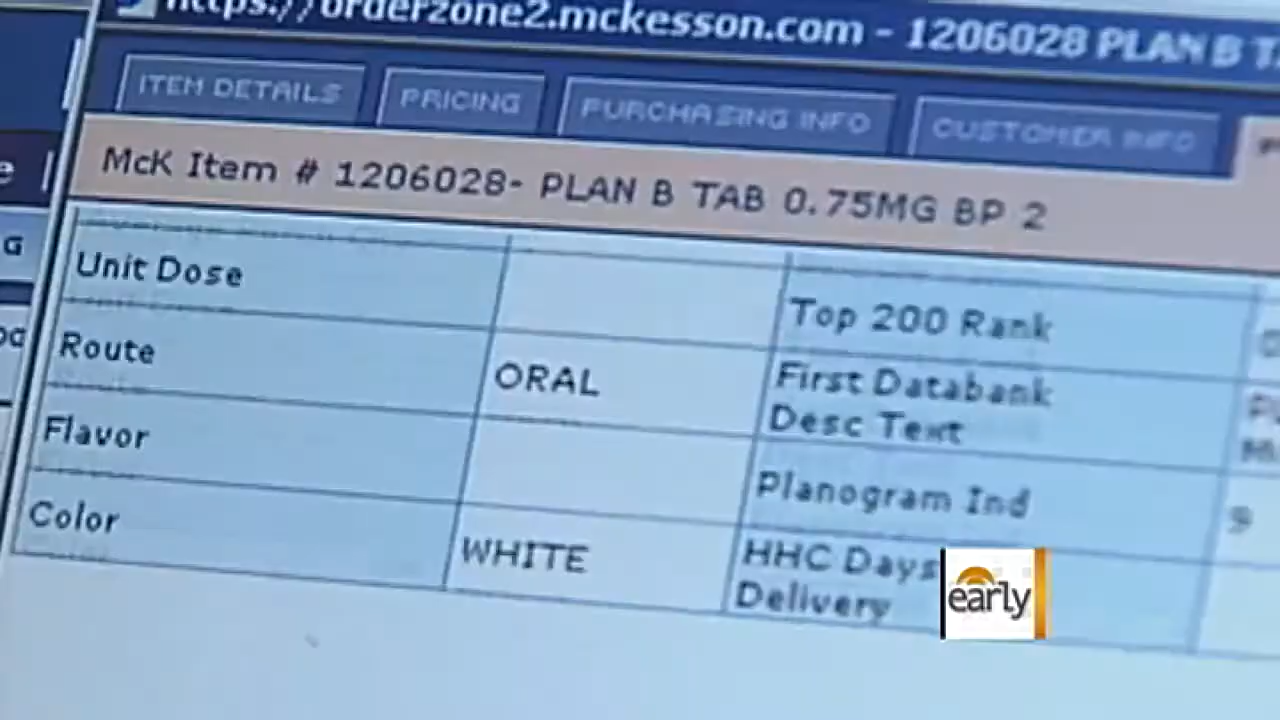 https://orderzone2.mckesson.com - 1206028 PLAN B
ITEM DETAILS PRICING PURCHASING INFO CUSTOMER INFO
McK Item # 1206028- PLAN B TAB 0.75MG BP 2
Unit Dose
Top 200 Rank
Route ORAL
First Databank
Desc Text
Flavor
Planogram Ind 9
Color WHITE
HHC Days
Delivery
early